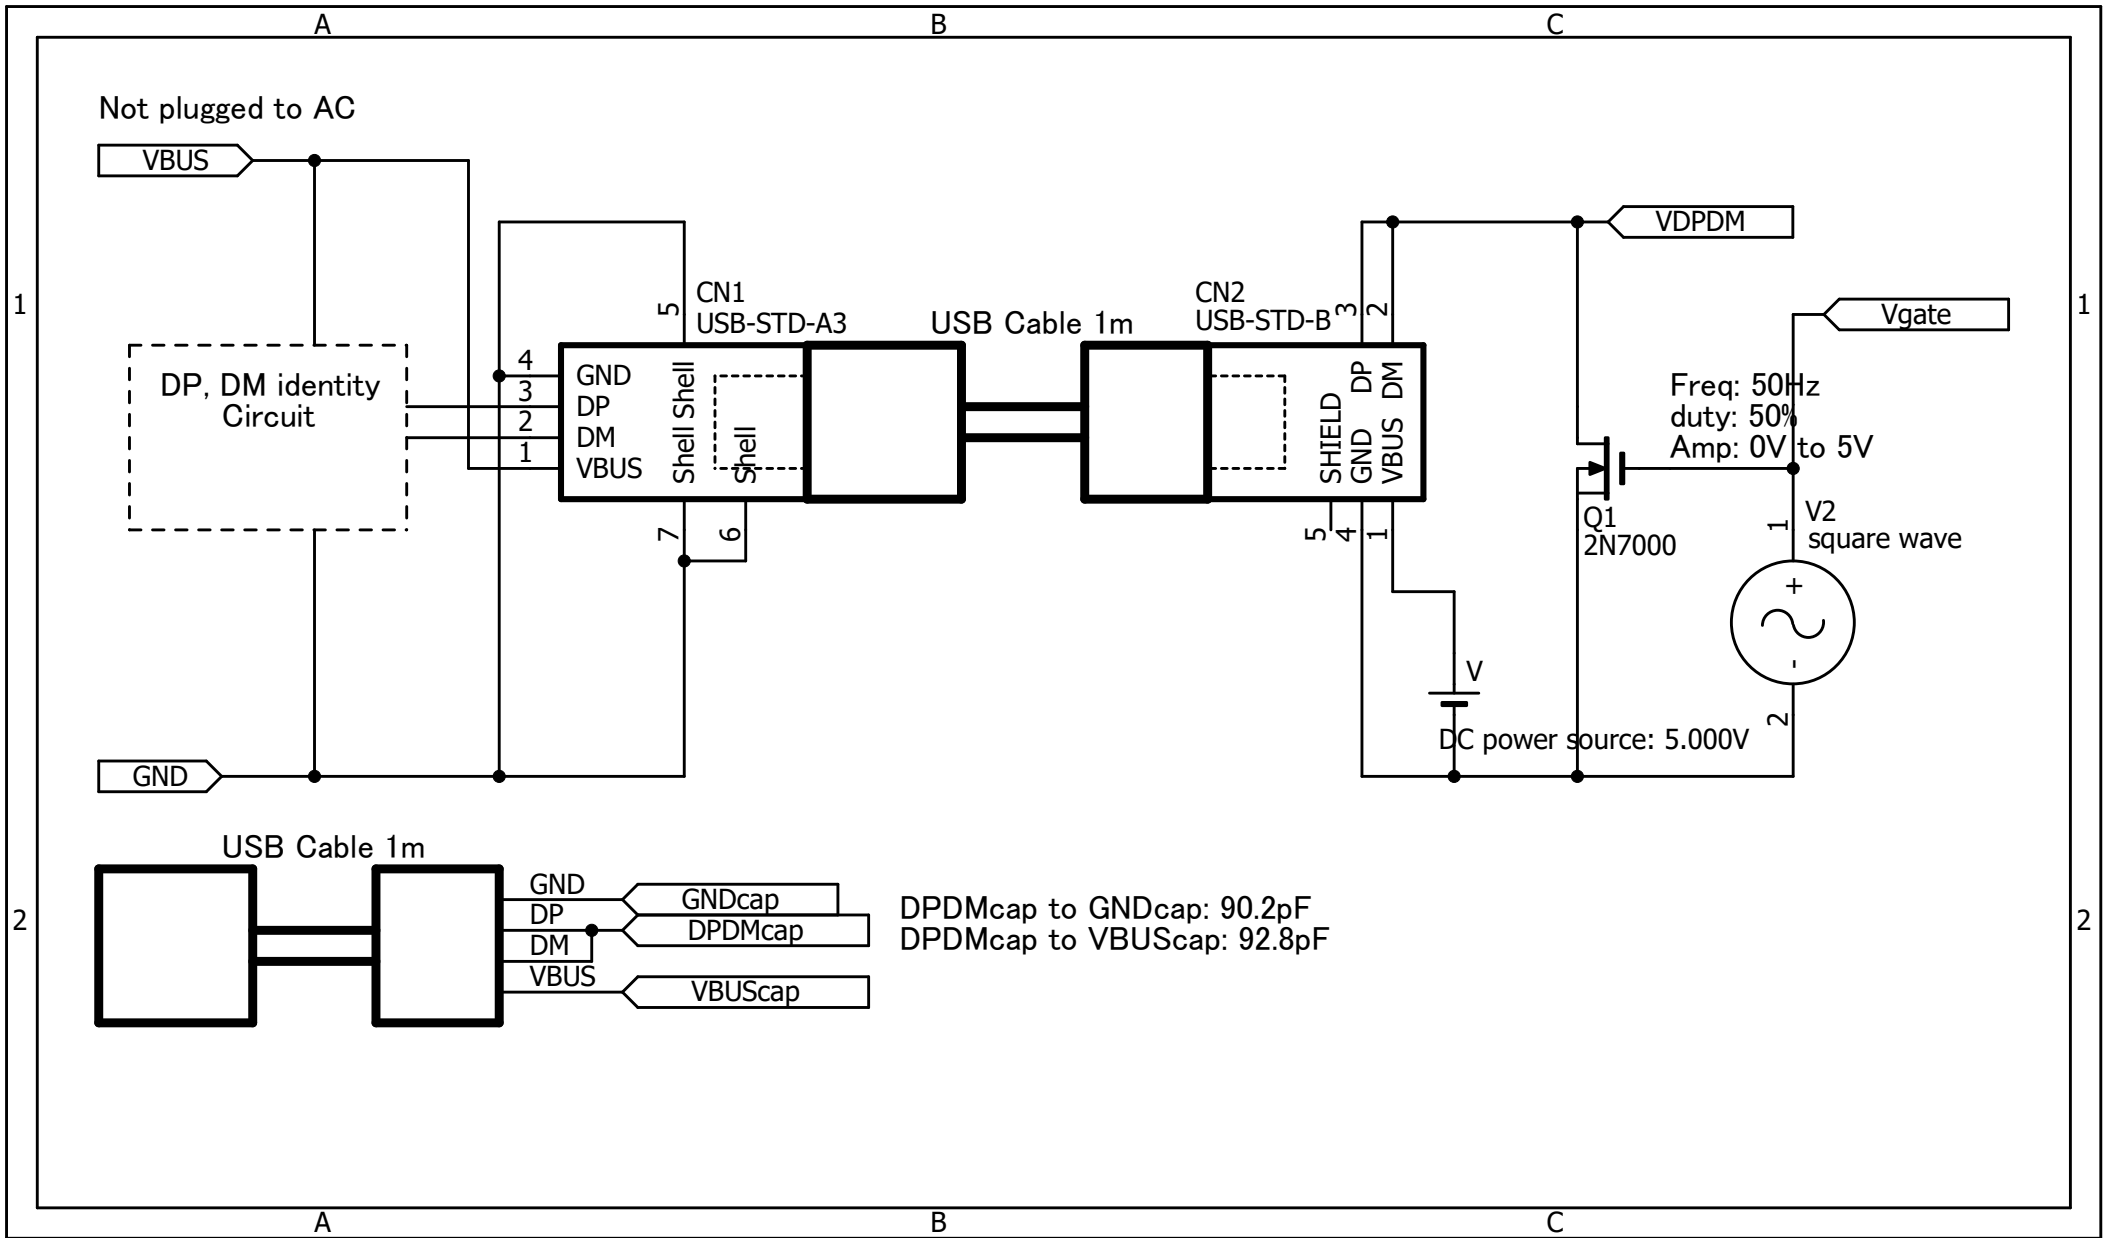 A
B
C
Not plugged to AC
VBUS
VDPDM
1
CN1
USB-STD-A3
5
USB Cable 1m
CN2
USB-STD-B
3
2
Vgate
1
DP, DM identity
Circuit
4
3
2
1
GND
DP
DM
VBUS
Shell Shell
Shell
7
6
SHIELD
GND DP
VBUS DM
5
4
1
Freq: 50Hz
duty: 50%
Amp: 0V to 5V
Q1
2N7000
1
V2
square wave
+
-
2
V
DC power source: 5.000V
GND
USB Cable 1m
GND
DP
DM
VBUS
GNDcap
DPDMcap
VBUScap
DPDMcap to GNDcap: 90.2pF
DPDMcap to VBUScap: 92.8pF
2
2
A
B
C